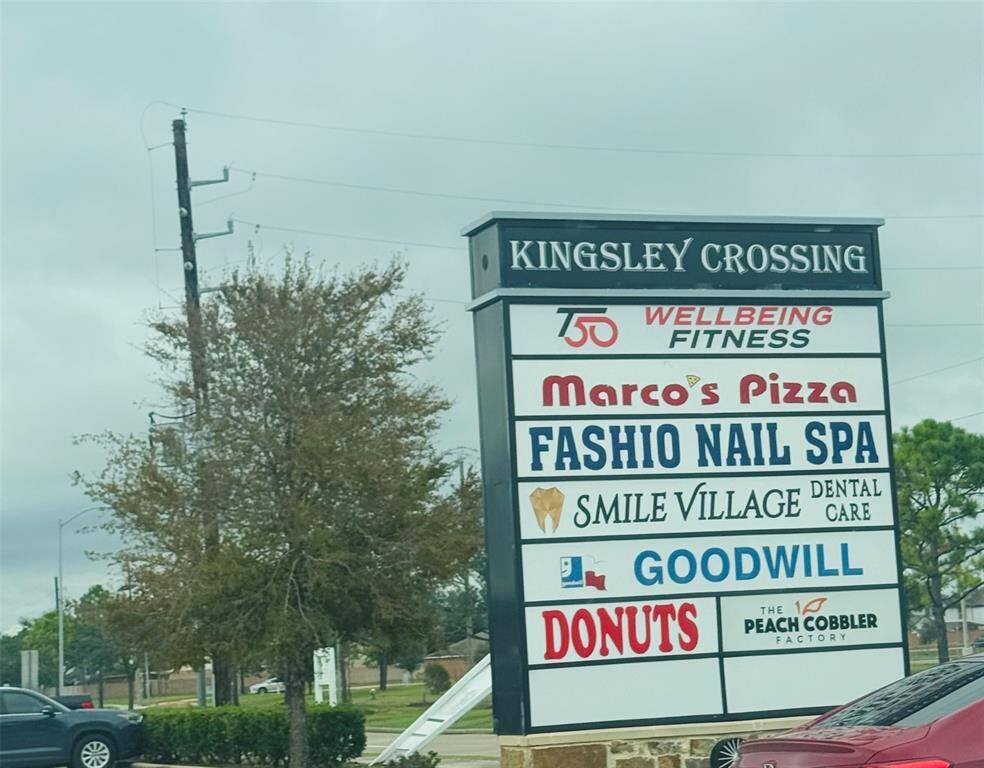 KINGSLEY CROSSING
T50 WELLBEING
FITNESS
Marco's Pizza
FASHIO NAIL SPA
SMILE VILLAGE DENTAL
CARE
GOODWILL
DONUTS
THE
PEACH COBBLER
FACTORY